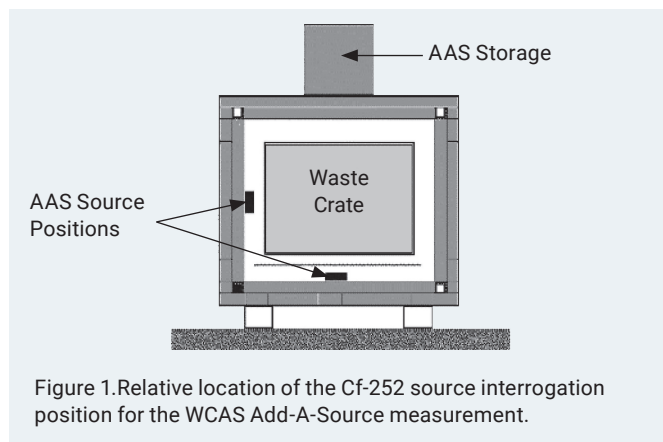 AAS Storage
Waste
Crate
AAS Source
Positions
Figure 1.Relative location of the Cf-252 source interrogation
position for the WCAS Add-A-Source measurement.